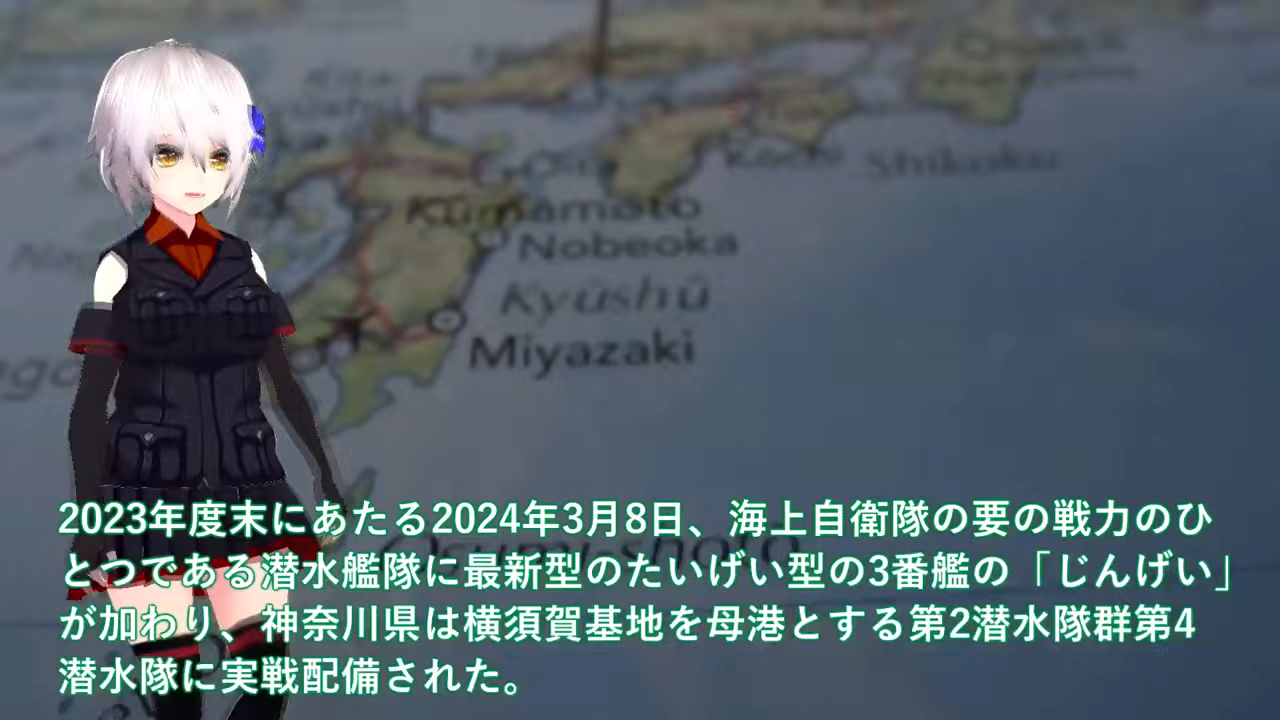 Kōchi
Shikoku
Ōita
Kumamoto
Nobeoka
Kyūshū
Miyazaki
2023年度末にあたる2024年3月8日、海上自衛隊の要の戦力のひ
とつである潜水艦隊に最新型のたいげい型の3番艦の「じんげい」
が加わり、神奈川県は横須賀基地を母港とする第2潜水隊群第4
潜水隊に実戦配備された。